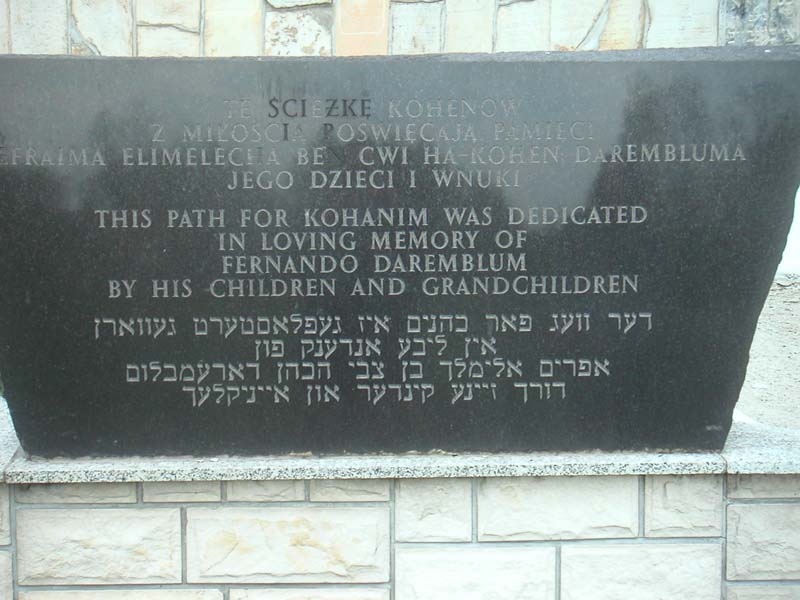 TĘ ŚCIEŻKĘ KOHENÓW
Z MIŁOŚCIĄ POŚWIĘCAJĄ PAMIĘCI
EFRAIMA ELIMELECHA BEN CWI HA-KOHEN DAREMBLUMA
JEGO DZIECI I WNUKI
THIS PATH FOR KOHANIM WAS DEDICATED
IN LOVING MEMORY OF
FERNANDO DAREMBLUM
BY HIS CHILDREN AND GRANDCHILDREN
דער וועג פאר כהנים איז געפלאסטערט געווארן
אין ליבע אנדענק פון
אפרים אלימלך בן צבי הכהן דארעמבלום
דורך זיינע קינדער און אייניקלעך